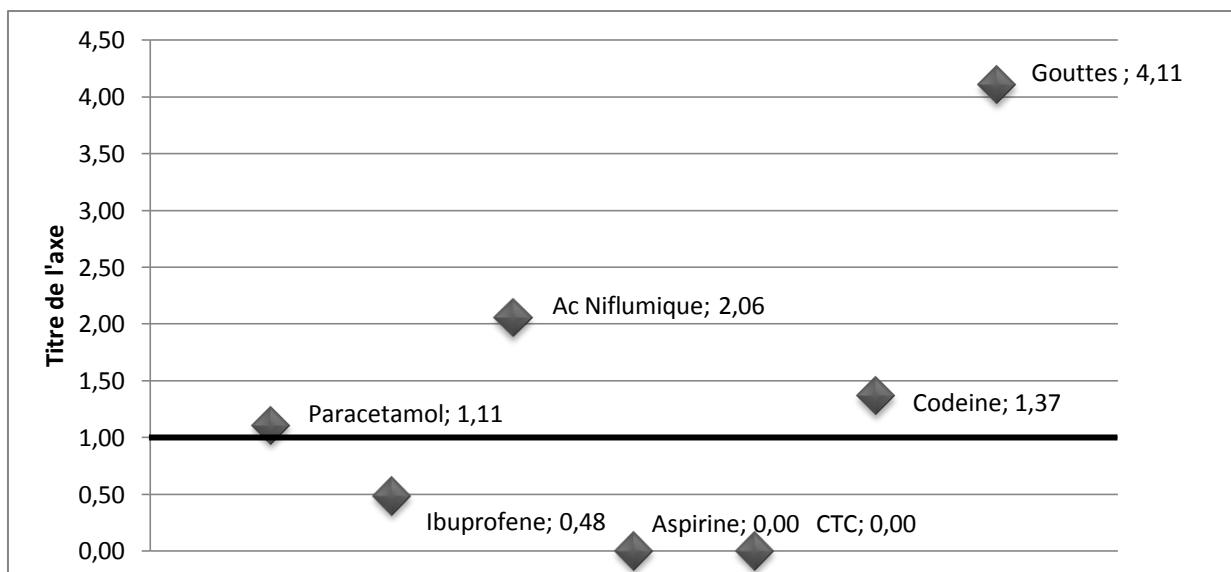 4,50
Gouttes ; 4,11
4,00
3,50
3,00
Titre de l'axe
2,50
Ac Niflumique; 2,06
2,00
1,50
Paracetamol; 1,11
Codeine; 1,37
1,00
0,50
Ibuprofene; 0,48
Aspirine; 0,00
CTC; 0,00
0,00